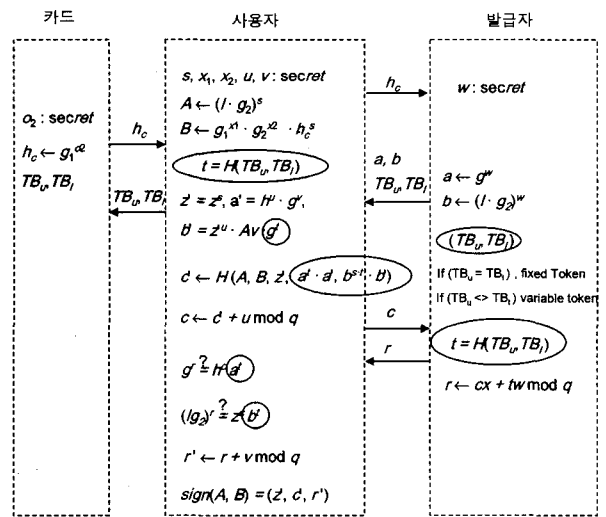 카드
사용자
발급자
o₂ : secret
h_c ← g₁^o²
TB_u, TB_l
h_c
TB_u, TB_l
s, x₁, x₂, u, v : secret
A ← (I · g₂)^s
B ← g₁^x1 · g₂^x2 · h_c^s
t = H(TB_u, TB_l)
z' = z^s, a' = h^u · g^v,
b' = z'^u · Av · g^t
c' ← H(A, B, z', a^t · a', b^s·t · b')
c ← c' + u mod q
g^r ≟ h^c a^t
(Ig₂)^r ≟ z^c b^t
r' ← r + v mod q
sign(A, B) = (z', c', r')
h_c
a, b
TB_u, TB_l
c
r
w : secret
a ← g^w
b ← (I · g₂)^w
(TB_u, TB_l)
If (TB_u = TB_l) , fixed Token
If (TB_u <> TB_l) variable token
t = H(TB_u, TB_l)
r ← cx + tw mod q